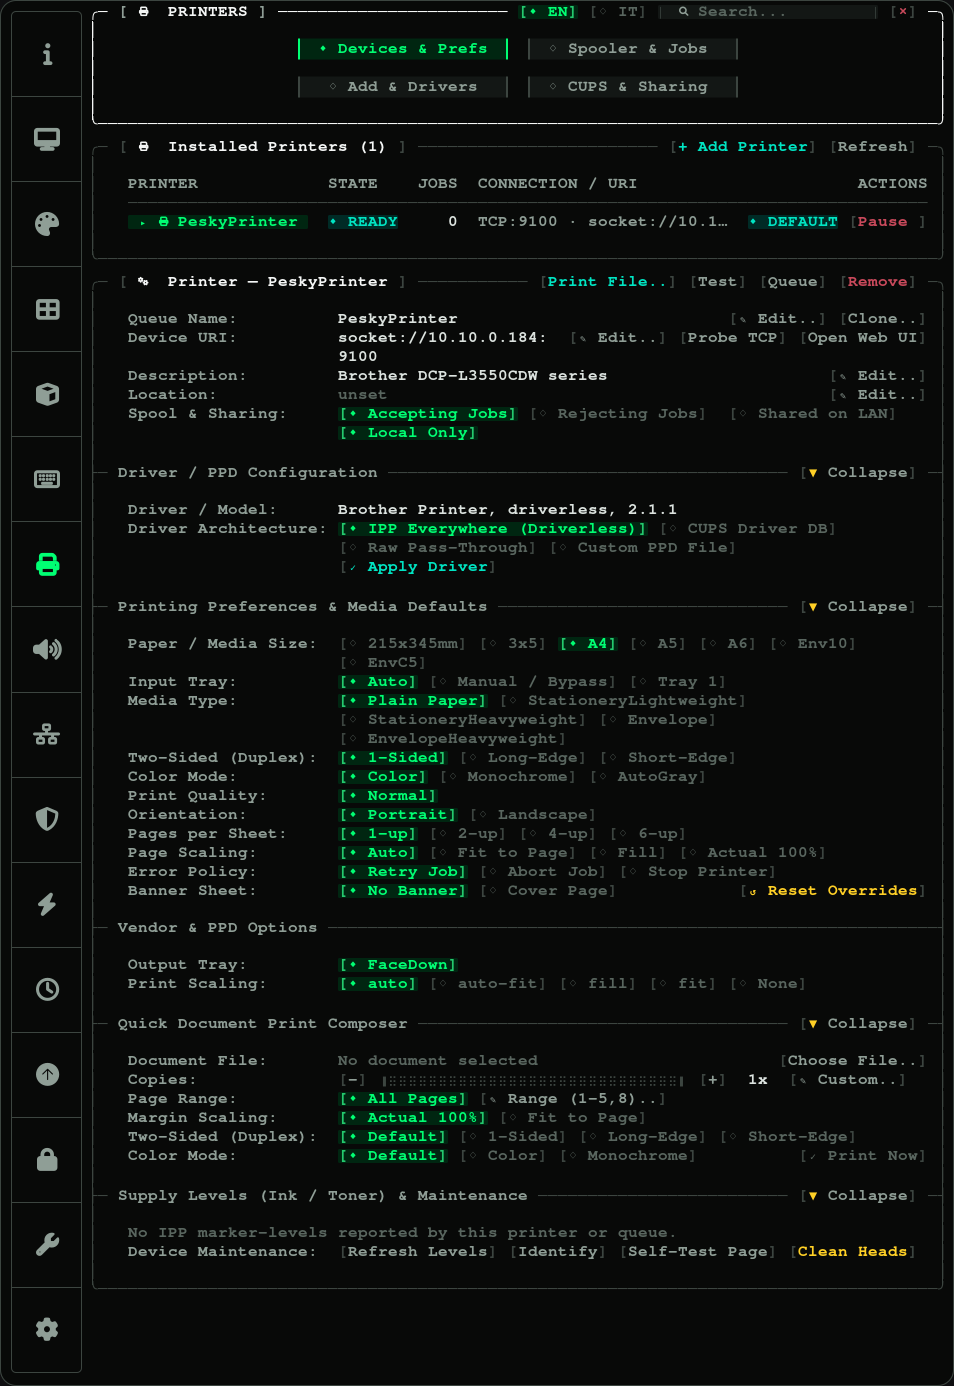 [ PRINTERS ] [♦ EN] [♢ IT] Search... [×]
♦ Devices & Prefs ♢ Spooler & Jobs
♢ Add & Drivers ♢ CUPS & Sharing
[ Installed Printers (1) ] [+ Add Printer] [Refresh]
PRINTER STATE JOBS CONNECTION / URI ACTIONS
▸ PeskyPrinter ♦ READY 0 TCP:9100 · socket://10.1… ♦ DEFAULT [Pause ]
[ Printer — PeskyPrinter ] [Print File..] [Test] [Queue] [Remove]
Queue Name: PeskyPrinter [✎ Edit..] [Clone..]
Device URI: socket://10.10.0.184: [✎ Edit..] [Probe TCP] [Open Web UI]
9100
Description: Brother DCP-L3550CDW series [✎ Edit..]
Location: unset [✎ Edit..]
Spool & Sharing: [♦ Accepting Jobs] [♢ Rejecting Jobs] [♢ Shared on LAN]
[♦ Local Only]
Driver / PPD Configuration [▼ Collapse]
Driver / Model: Brother Printer, driverless, 2.1.1
Driver Architecture: [♦ IPP Everywhere (Driverless)] [♢ CUPS Driver DB]
[♢ Raw Pass-Through] [♢ Custom PPD File]
[✓ Apply Driver]
Printing Preferences & Media Defaults [▼ Collapse]
Paper / Media Size: [♢ 215x345mm] [♢ 3x5] [♦ A4] [♢ A5] [♢ A6] [♢ Env10]
[♢ EnvC5]
Input Tray: [♦ Auto] [♢ Manual / Bypass] [♢ Tray 1]
Media Type: [♦ Plain Paper] [♢ StationeryLightweight]
[♢ StationeryHeavyweight] [♢ Envelope]
[♢ EnvelopeHeavyweight]
Two-Sided (Duplex): [♦ 1-Sided] [♢ Long-Edge] [♢ Short-Edge]
Color Mode: [♦ Color] [♢ Monochrome] [♢ AutoGray]
Print Quality: [♦ Normal]
Orientation: [♦ Portrait] [♢ Landscape]
Pages per Sheet: [♦ 1-up] [♢ 2-up] [♢ 4-up] [♢ 6-up]
Page Scaling: [♦ Auto] [♢ Fit to Page] [♢ Fill] [♢ Actual 100%]
Error Policy: [♦ Retry Job] [♢ Abort Job] [♢ Stop Printer]
Banner Sheet: [♦ No Banner] [♢ Cover Page] [↺ Reset Overrides]
Vendor & PPD Options
Output Tray: [♦ FaceDown]
Print Scaling: [♦ auto] [♢ auto-fit] [♢ fill] [♢ fit] [♢ None]
Quick Document Print Composer [▼ Collapse]
Document File: No document selected [Choose File..]
Copies: [−] [+] 1x [✎ Custom..]
Page Range: [♦ All Pages] [✎ Range (1-5,8)..]
Margin Scaling: [♦ Actual 100%] [♢ Fit to Page]
Two-Sided (Duplex): [♦ Default] [♢ 1-Sided] [♢ Long-Edge] [♢ Short-Edge]
Color Mode: [♦ Default] [♢ Color] [♢ Monochrome] [✓ Print Now]
Supply Levels (Ink / Toner) & Maintenance [▼ Collapse]
No IPP marker-levels reported by this printer or queue.
Device Maintenance: [Refresh Levels] [Identify] [Self-Test Page] [Clean Heads]